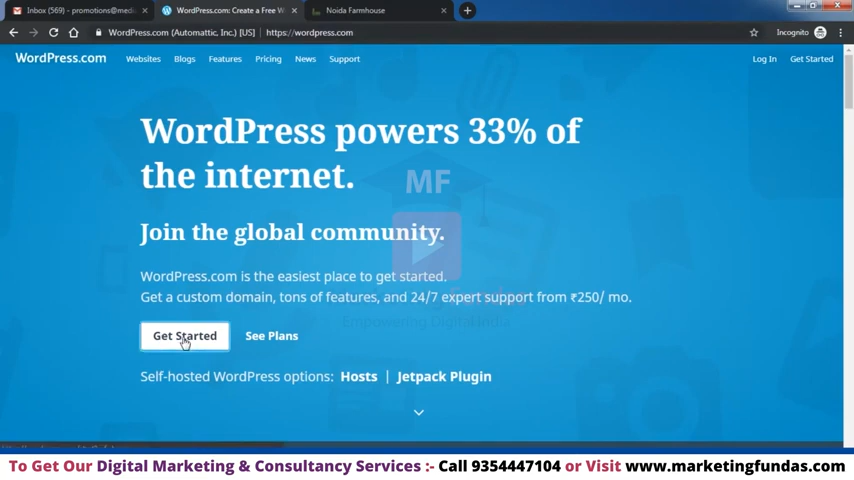 Inbox (569) - promotions@medi
WordPress.com: Create a Free W
Noida Farmhouse
WordPress.com (Automattic, Inc.) [US] | https://wordpress.com
Incognito
WordPress.com
Websites
Blogs
Features
Pricing
News
Support
Log In
Get Started
WordPress powers 33% of
the internet.
MF
Join the global community.
WordPress.com is the easiest place to get started.
Get a custom domain, tons of features, and 24/7 expert support from ₹250/ mo.
Empowering DigitalIndia
Get Started
See Plans
Self-hosted WordPress options: Hosts | Jetpack Plugin
To Get Our Digital Marketing & Consultancy Services :- Call 9354447104 or Visit www.marketingfundas.com